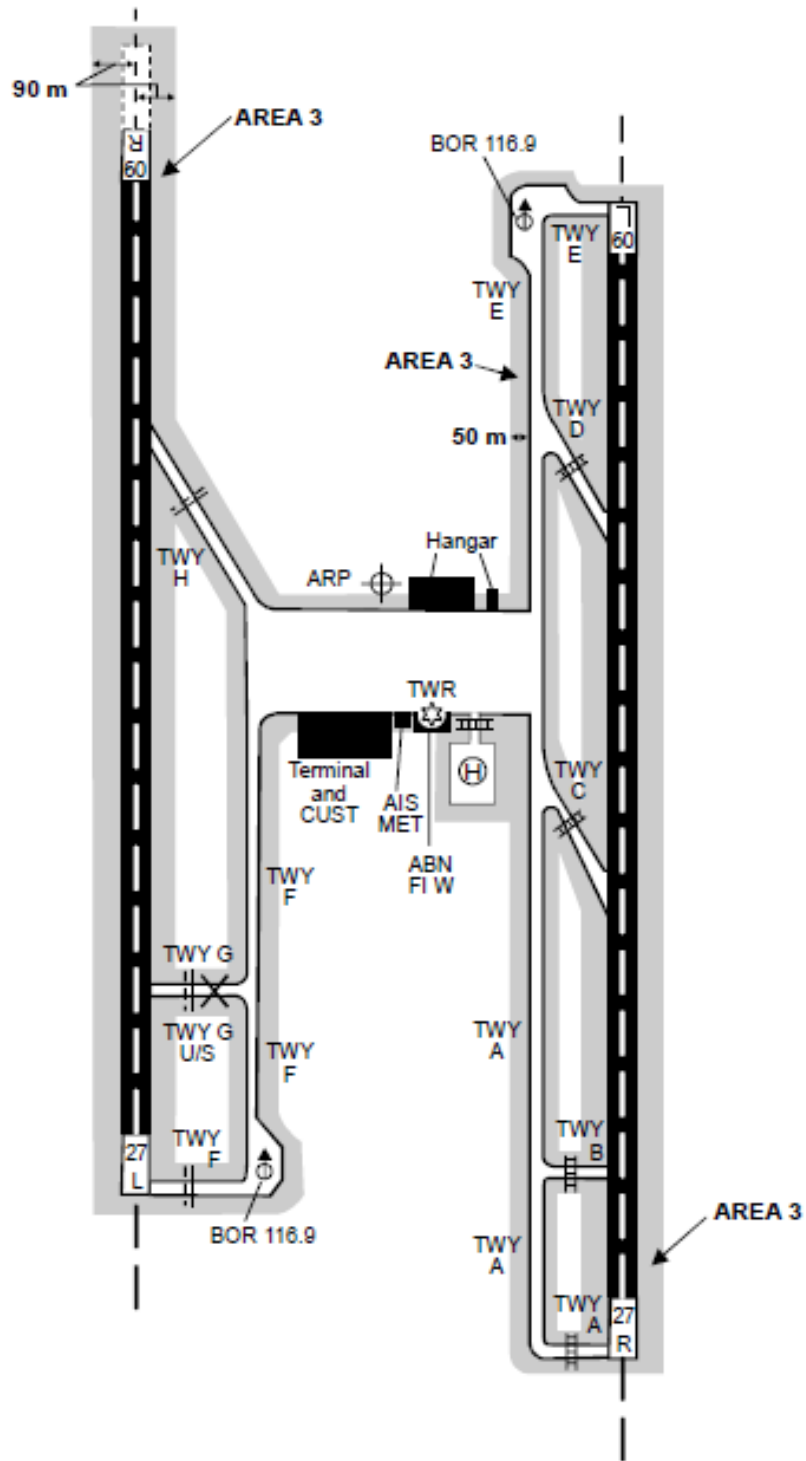 90 m
AREA 3
09
R
BOR 116.9
09
L
TWY
E
TWY
E
AREA 3
50 m
TWY
D
TWY
H
ARP
Hangar
TWR
Terminal
and
CUST
AIS
MET
H
ABN
Fl W
TWY
C
TWY
F
TWY G
TWY G
U/S
TWY
F
TWY
A
27
L
TWY
F
BOR 116.9
TWY
B
TWY
A
AREA 3
TWY
A
27
R